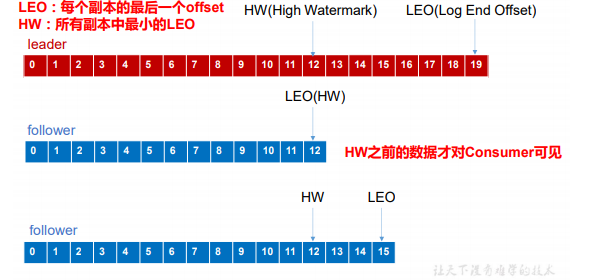 LEO：每个副本的最后一个offset
HW：所有副本中最小的LEO
HW(High Watermark)
LEO(Log End Offset)
leader
0 1 2 3 4 5 6 7 8 9 10 11 12 13 14 15 16 17 18 19
LEO(HW)
follower
0 1 2 3 4 5 6 7 8 9 10 11 12
HW之前的数据才对Consumer可见
HW
LEO
follower
0 1 2 3 4 5 6 7 8 9 10 11 12 13 14 15
让天下没有难学的技术